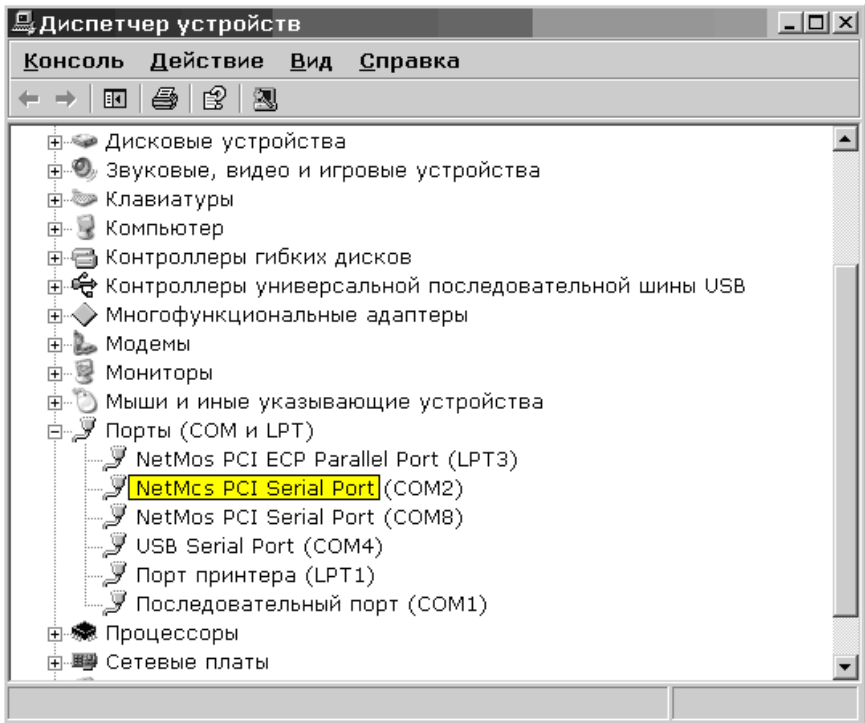 Диспетчер устройств
Консоль Действие Вид Справка
Дисковые устройства
Звуковые, видео и игровые устройства
Клавиатуры
Компьютер
Контроллеры гибких дисков
Контроллеры универсальной последовательной шины USB
Многофункциональные адаптеры
Модемы
Мониторы
Мыши и иные указывающие устройства
Порты (COM и LPT)
NetMos PCI ECP Parallel Port (LPT3)
NetMcs PCI Serial Port (COM2)
NetMos PCI Serial Port (COM8)
USB Serial Port (COM4)
Порт принтера (LPT1)
Последовательный порт (COM1)
Процессоры
Сетевые платы